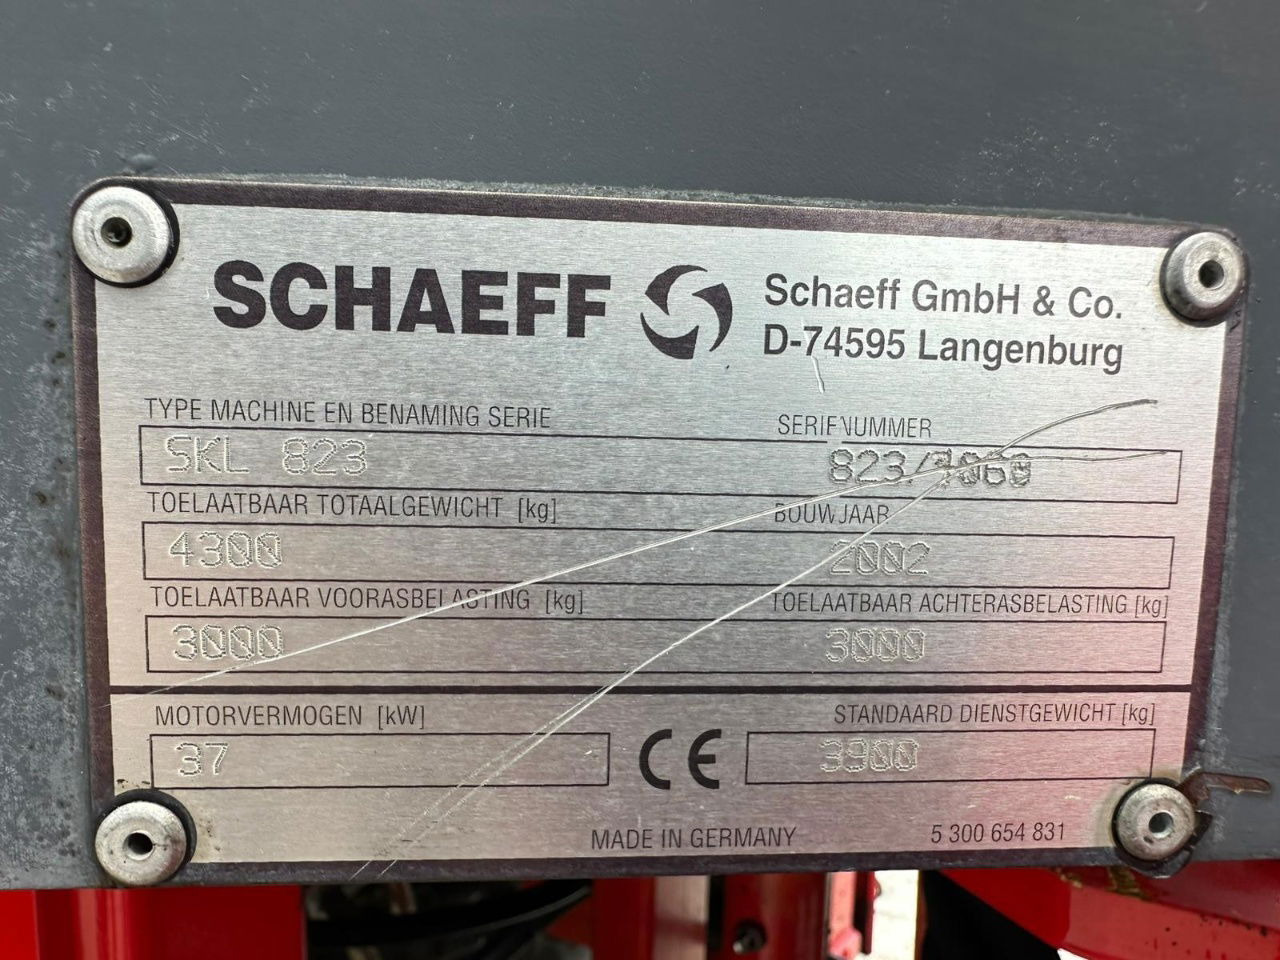 SCHAEFF
Schaeff GmbH & Co.
D-74595 Langenburg
TYPE MACHINE EN BENAMING SERIE
SKL 823
SERIENUMMER
TOELAATBAAR TOTAALGEWICHT [kg]
4300
BOUWJAAR
2002
TOELAATBAAR VOORASBELASTING [kg]
3000
TOELAATBAAR ACHTERASBELASTING [kg]
3000
MOTORVERMOGEN [kW]
37
CE
STANDAARD DIENSTGEWICHT [kg]
3900
MADE IN GERMANY
5 300 654 831